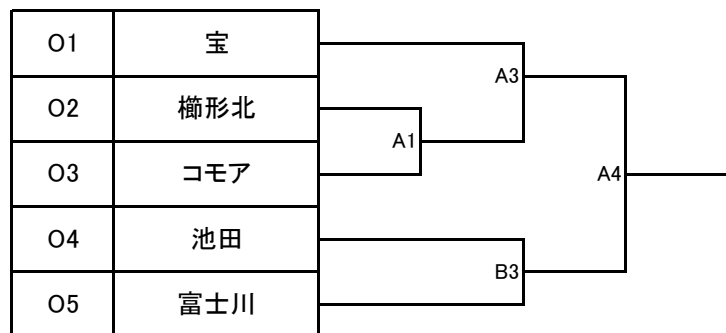 O1 宝
O2 櫛形北
O3 コモア
O4 池田
O5 富士川
A1
A3
B3
A4